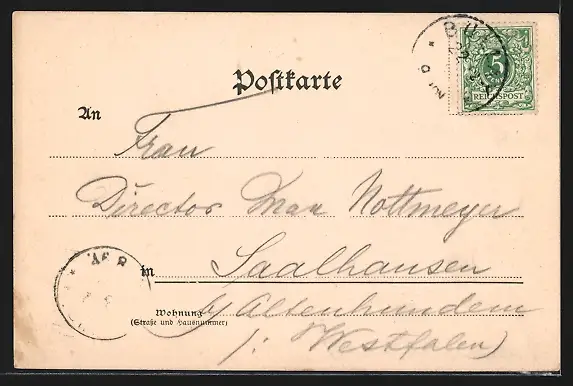 Postkarte
5
REICHSPOST
An
Frau
Director Max Nottmeyer
in Saalhausen
Wohnung
(Straße und Hausnummer)
b/ Altenhundem
/: Westfalen)